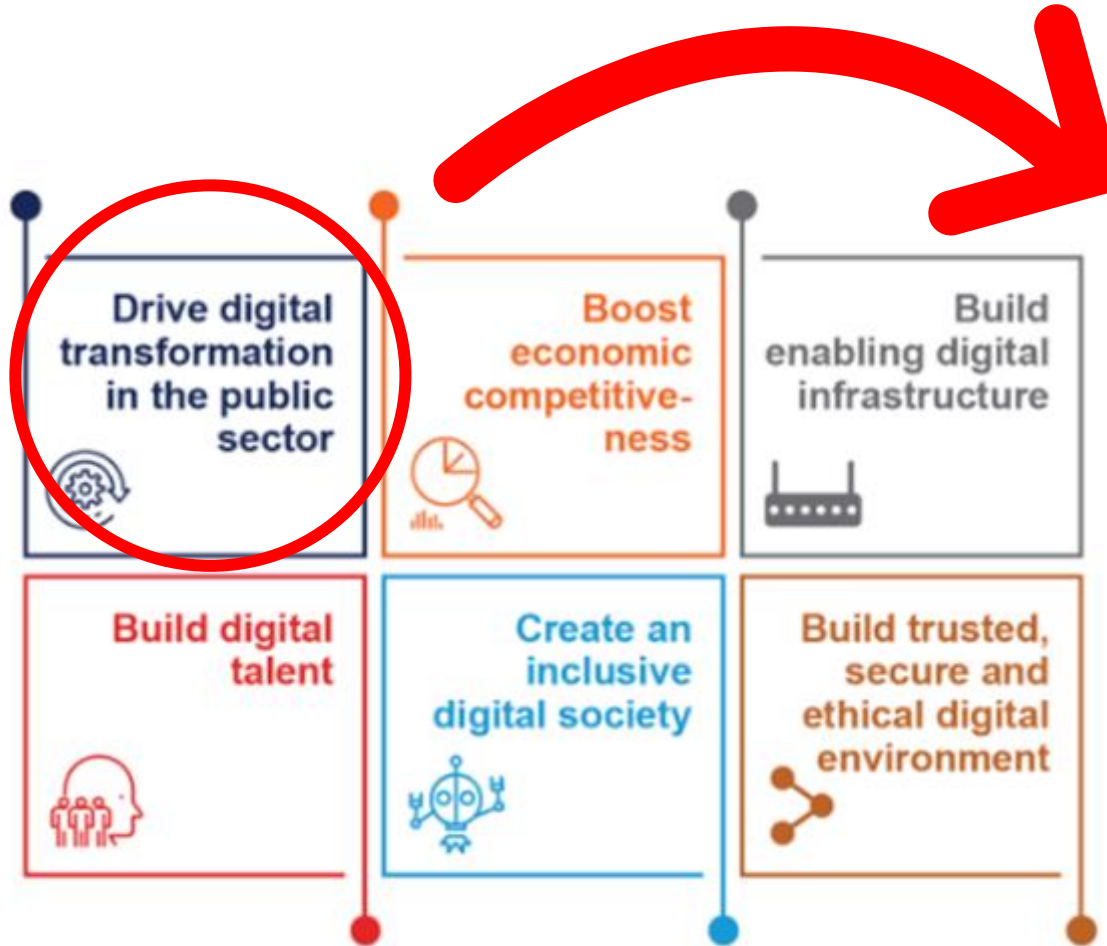 Drive digital
transformation
in the public
sector
Boost
economic
competitive-
ness
Build
enabling digital
infrastructure
Build digital
talent
Create an
inclusive
digital society
Build trusted,
secure and
ethical digital
environment